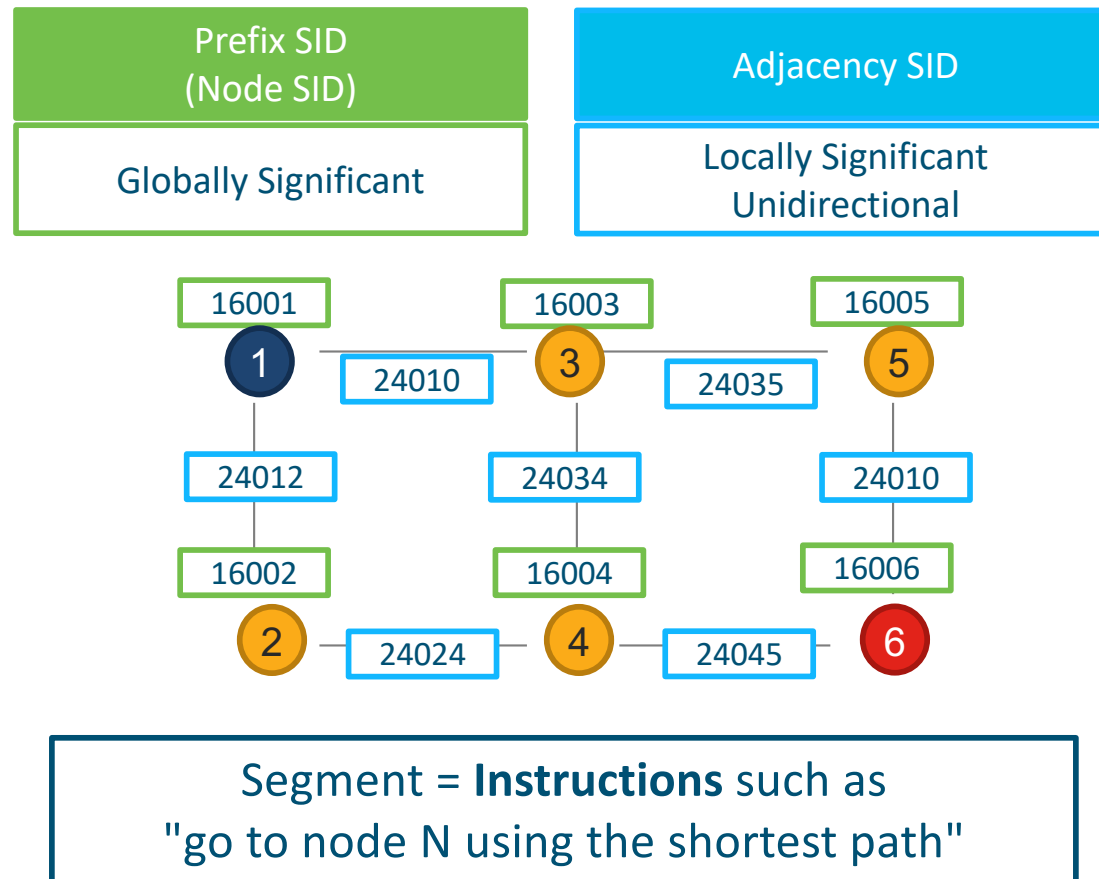 Prefix SID
(Node SID)
Adjacency SID
Globally Significant
Locally Significant
Unidirectional
16001
16003
16005
1
3
5
24010
24035
24012
24034
24010
16002
16004
16006
2
4
6
24024
24045
Segment = Instructions such as
"go to node N using the shortest path"